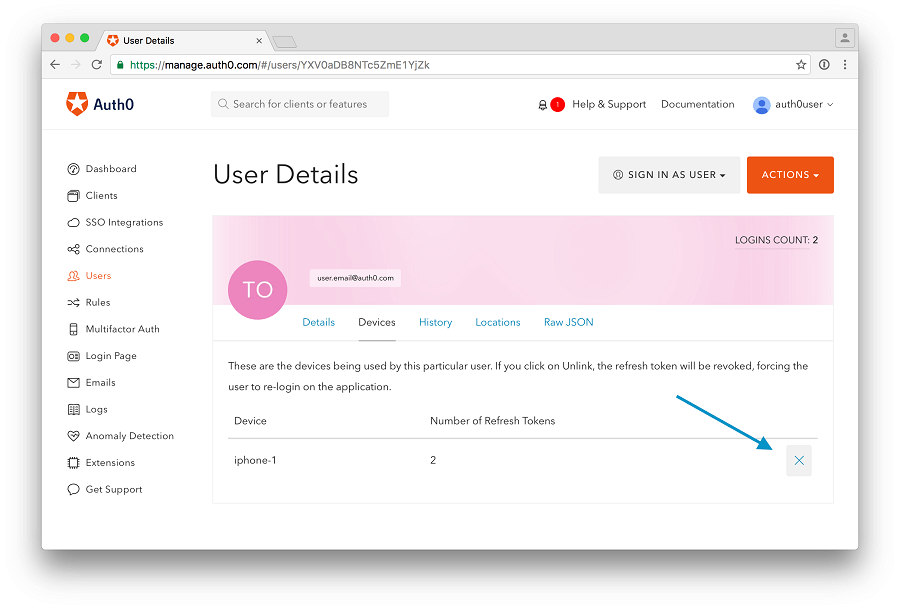 User Details
https://manage.auth0.com/#/users/YXV0aDB8NTc5ZmE1YjZk
Auth0
Search for clients or features
1
Help & Support
Documentation
auth0user
Dashboard
Clients
SSO Integrations
Connections
Users
Rules
Multifactor Auth
Login Page
Emails
Logs
Anomaly Detection
Extensions
Get Support
User Details
SIGN IN AS USER
ACTIONS
LOGINS COUNT: 2
TO
user.email@auth0.com
Details
Devices
History
Locations
Raw JSON
These are the devices being used by this particular user. If you click on Unlink, the refresh token will be revoked, forcing the
user to re-login on the application.
Device
Number of Refresh Tokens
iphone-1
2